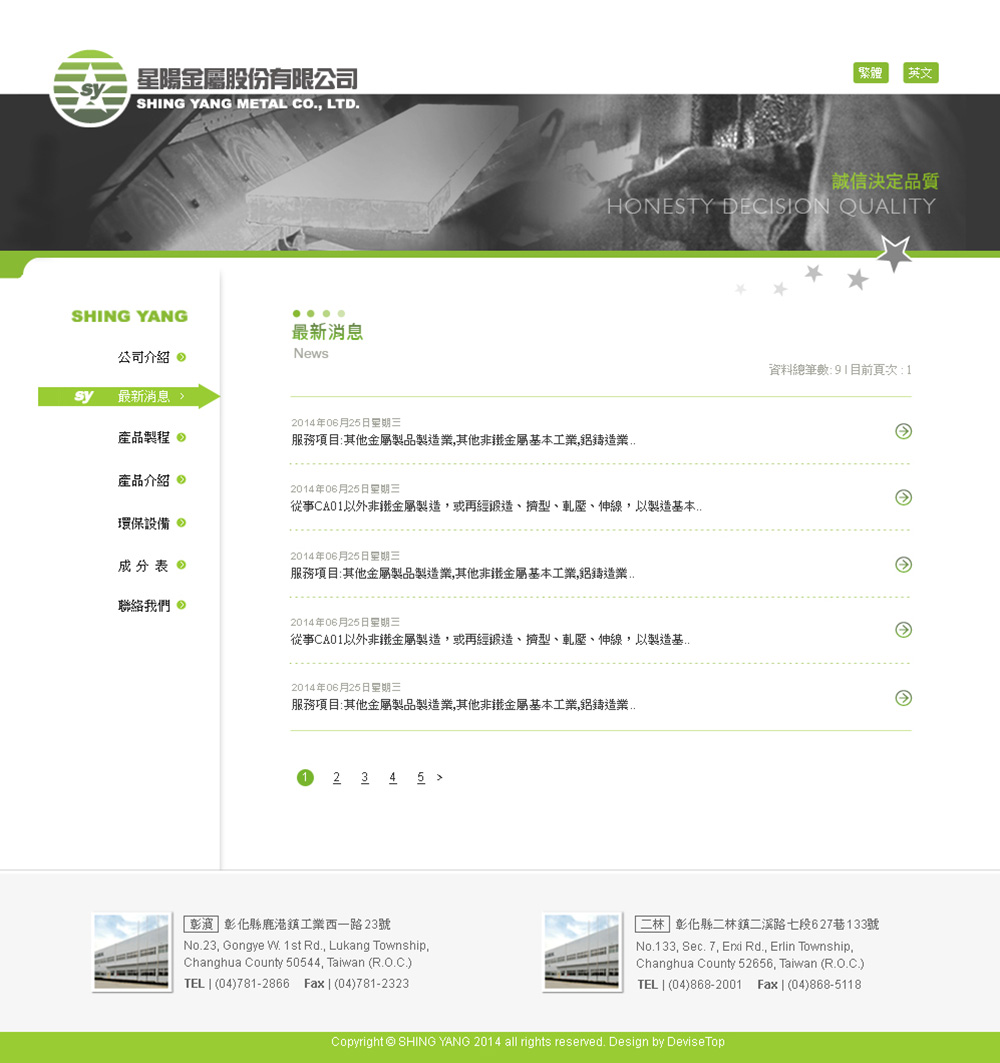 sy
星陽金屬股份有限公司
SHING YANG METAL CO., LTD.
繁體 英文
誠信決定品質
HONESTY DECISION QUALITY
SHING YANG
公司介紹
sy 最新消息
產品製程
產品介紹
環保設備
成 分 表
聯絡我們
最新消息
News
資料總筆數: 9 | 目前頁次 : 1
2014年06月25日星期三
服務項目:其他金屬製品製造業,其他非鐵金屬基本工業,鋁鑄造業..
2014年06月25日星期三
從事CA01以外非鐵金屬製造，或再經鍛造、擠型、軋壓、伸線，以製造基本..
2014年06月25日星期三
服務項目:其他金屬製品製造業,其他非鐵金屬基本工業,鋁鑄造業..
2014年06月25日星期三
從事CA01以外非鐵金屬製造，或再經鍛造、擠型、軋壓、伸線，以製造基..
2014年06月25日星期三
服務項目:其他金屬製品製造業,其他非鐵金屬基本工業,鋁鑄造業..
1 2 3 4 5 >
彰濱 彰化縣鹿港鎮工業西一路23號
No.23, Gongye W. 1st Rd., Lukang Township,
Changhua County 50544, Taiwan (R.O.C.)
TEL | (04)781-2866 Fax | (04)781-2323
二林 彰化縣二林鎮二溪路七段627巷133號
No.133, Sec. 7, Erxi Rd., Erlin Township,
Changhua County 52656, Taiwan (R.O.C.)
TEL | (04)868-2001 Fax | (04)868-5118
Copyright © SHING YANG 2014 all rights reserved. Design by DeviseTop